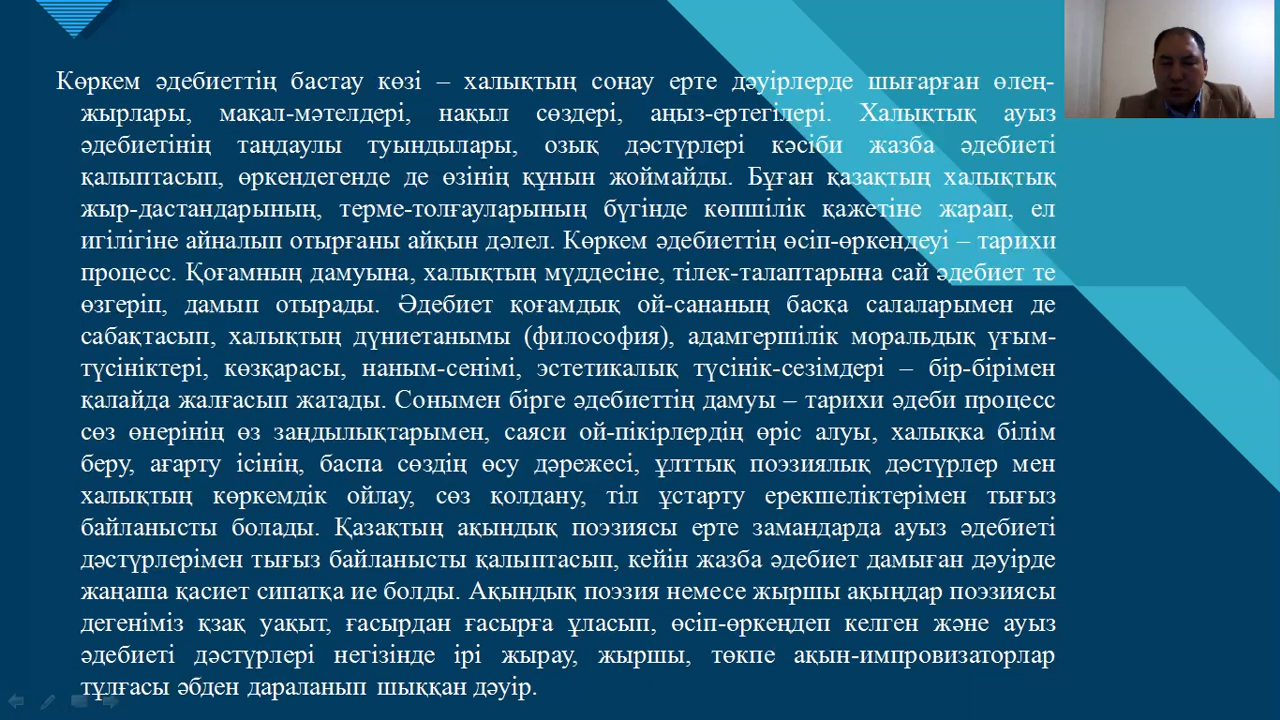 Көркем әдебиеттің бастау көзі – халықтың сонау ерте дәуірлерде шығарған өлең-
жырлары, мақал-мәтелдері, нақыл сөздері, аңыз-ертегілері. Халықтық ауыз
әдебиетінің таңдаулы туындылары, озық дәстүрлері кәсіби жазба әдебиеті
қалыптасып, өркендегенде де өзінің құнын жоймайды. Бұған қазақтың халықтық
жыр-дастандарының, терме-толғауларының бүгінде көпшілік қажетіне жарап, ел
игілігіне айналып отырғаны айқын дәлел. Көркем әдебиеттің өсіп-өркендеуі – тарихи
процесс. Қоғамның дамуына, халықтың мүддесіне, тілек-талаптарына сай әдебиет те
өзгеріп, дамып отырады. Әдебиет қоғамдық ой-сананың басқа салаларымен де
сабақтасып, халықтың дүниетанымы (философия), адамгершілік моральдық ұғым-
түсініктері, көзқарасы, наным-сенімі, эстетикалық түсінік-сезімдері – бір-бірімен
қалайда жалғасып жатады. Сонымен бірге әдебиеттің дамуы – тарихи әдеби процесс
сөз өнерінің өз заңдылықтарымен, саяси ой-пікірлердің өріс алуы, халықка білім
беру, ағарту ісінің, баспа сөздің өсу дәрежесі, ұлттық поэзиялық дәстүрлер мен
халықтың көркемдік ойлау, сөз қолдану, тіл ұстарту ерекшеліктерімен тығыз
байланысты болады. Қазақтың ақындық поэзиясы ерте замандарда ауыз әдебиеті
дәстүрлерімен тығыз байланысты қалыптасып, кейін жазба әдебиет дамыған дәуірде
жаңаша қасиет сипатқа ие болды. Ақындық поэзия немесе жыршы ақыңдар поэзиясы
дегеніміз қзақ уақыт, ғасырдан ғасырға ұласып, өсіп-өркеңдеп келген және ауыз
әдебиеті дәстүрлері негізіңде ірі жырау, жыршы, төкпе ақын-импровизаторлар
тұлғасы әбден дараланып шыққан дәуір.